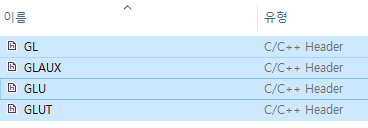 이름 유형
GL C/C++ Header
GLAUX C/C++ Header
GLU C/C++ Header
GLUT C/C++ Header